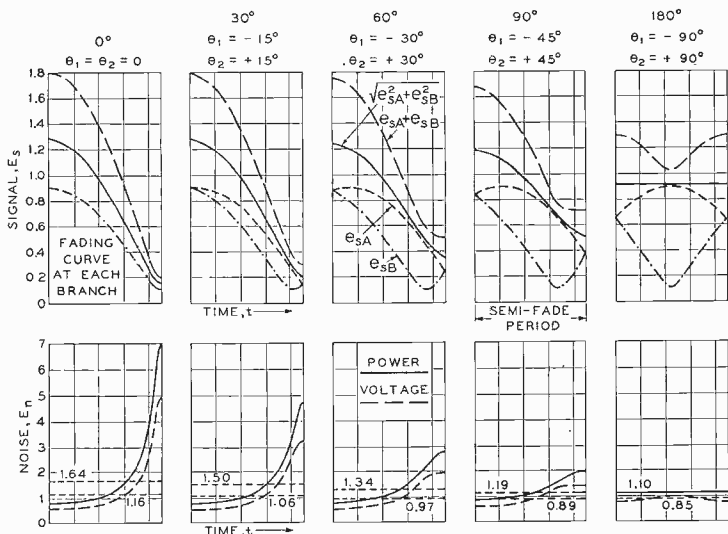 0°
θ₁ = θ₂ = 0
30°
θ₁ = − 15°
θ₂ = + 15°
60°
θ₁ = − 30°
θ₂ = + 30°
90°
θ₁ = − 45°
θ₂ = + 45°
180°
θ₁ = − 90°
θ₂ = + 90°
SIGNAL, Eₛ
1.8
1.6
1.4
1.2
1.0
0.8
0.6
0.4
0.2
0
FADING
CURVE
AT EACH
BRANCH
TIME, t
√e²sA + e²sB
esA + esB
esA
esB
SEMI-FADE
PERIOD
NOISE, Eₙ
7
6
5
4
3
2
1
0
1.64
1.16
1.50
1.06
TIME, t
POWER
VOLTAGE
1.34
0.97
1.19
0.89
1.10
0.85